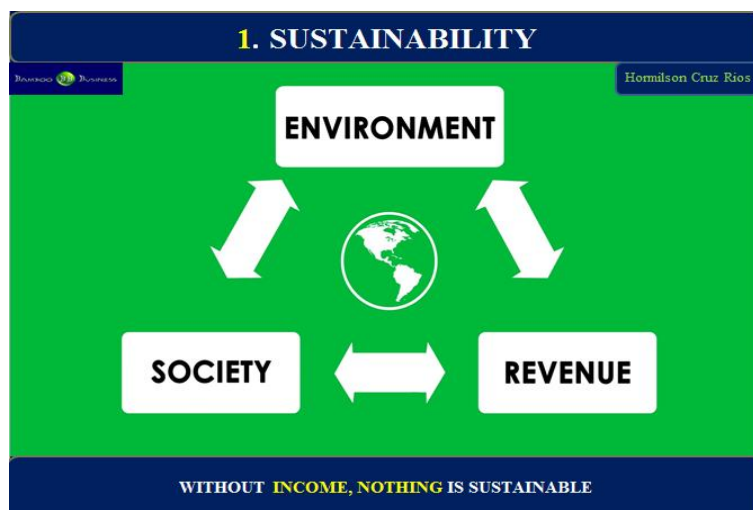 1. SUSTAINABILITY
BAMBOO BUSINESS
Hormilson Cruz Rios
ENVIRONMENT
SOCIETY
REVENUE
WITHOUT INCOME, NOTHING IS SUSTAINABLE